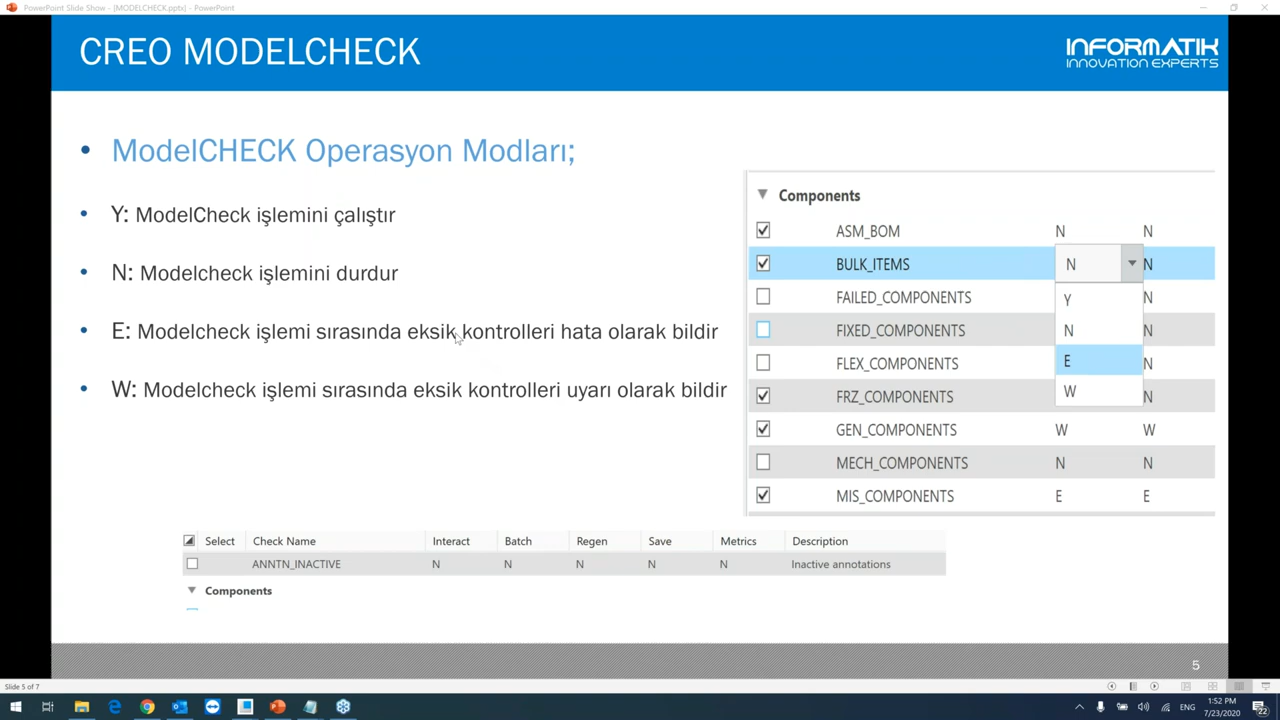 PowerPoint Slide Show - [MODELCHECK.pptx] - PowerPoint
CREO MODELCHECK
INFORMATIK
INNOVATION EXPERTS
• ModelCHECK Operasyon Modları;
• Y: ModelCheck işlemini çalıştır
• N: Modelcheck işlemini durdur
• E: Modelcheck işlemi sırasında eksik kontrolleri hata olarak bildir
• W: Modelcheck işlemi sırasında eksik kontrolleri uyarı olarak bildir
Components
ASM_BOM N N
BULK_ITEMS N N
FAILED_COMPONENTS Y N
FIXED_COMPONENTS N N
FLEX_COMPONENTS E N
FRZ_COMPONENTS W N
GEN_COMPONENTS W W
MECH_COMPONENTS N N
MIS_COMPONENTS E E
Select Check Name Interact Batch Regen Save Metrics Description
ANNTN_INACTIVE N N N N N Inactive annotations
Components
5
Slide 5 of 7
ENG
1:52 PM
7/23/2020
22